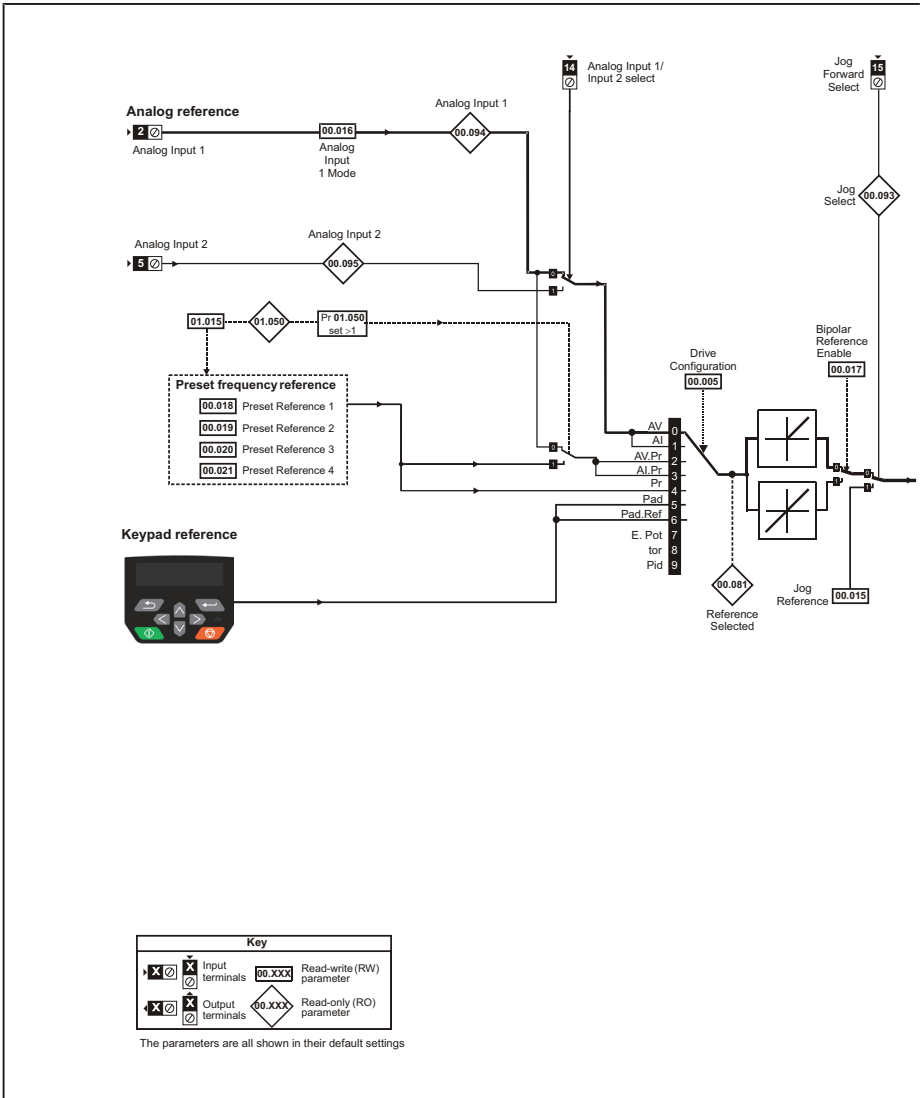 14
Analog Input 1/
Input 2 select
Jog
Forward
Select
15
Analog reference
2
Analog Input 1
00.016
Analog
Input
1 Mode
Analog Input 1
00.094
Jog
Select
00.093
Analog Input 2
5
Analog Input 2
00.095
0
1
01.015
01.050
Pr 01.050
set >1
Preset frequency reference
00.018 Preset Reference 1
00.019 Preset Reference 2
00.020 Preset Reference 3
00.021 Preset Reference 4
0
1
Drive
Configuration
00.005
Bipolar
Reference
Enable
00.017
AV 0
AI 1
AV.Pr 2
AI.Pr 3
Pr 4
Pad 5
Pad.Ref 6
E. Pot 7
tor 8
Pid 9
0
1
0
1
00.081
Reference
Selected
Jog
Reference
00.015
Keypad reference
Key
X X Input
terminals
00.XXX Read-write (RW)
parameter
X X Output
terminals
00.XXX Read-only (RO)
parameter
The parameters are all shown in their default settings